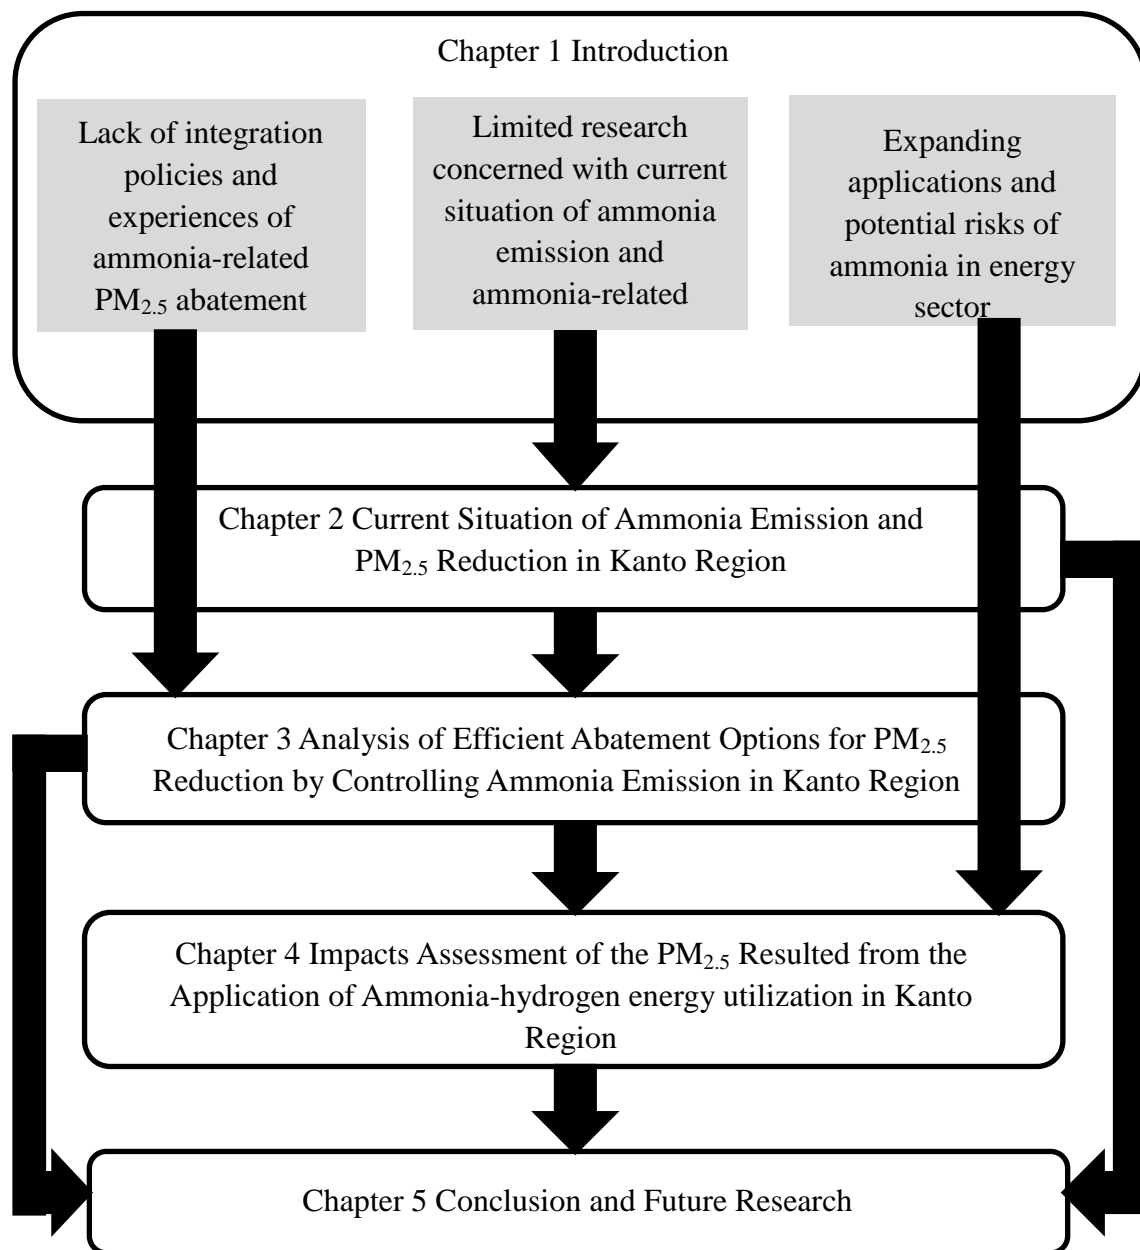 Chapter 1 Introduction
Lack of integration
policies and
experiences of
ammonia-related
PM₂.₅ abatement
Limited research
concerned with current
situation of ammonia
emission and
ammonia-related
Expanding
applications and
potential risks of
ammonia in energy
sector
Chapter 2 Current Situation of Ammonia Emission and
PM₂.₅ Reduction in Kanto Region
Chapter 3 Analysis of Efficient Abatement Options for PM₂.₅
Reduction by Controlling Ammonia Emission in Kanto Region
Chapter 4 Impacts Assessment of the PM₂.₅ Resulted from the
Application of Ammonia-hydrogen energy utilization in Kanto
Region
Chapter 5 Conclusion and Future Research